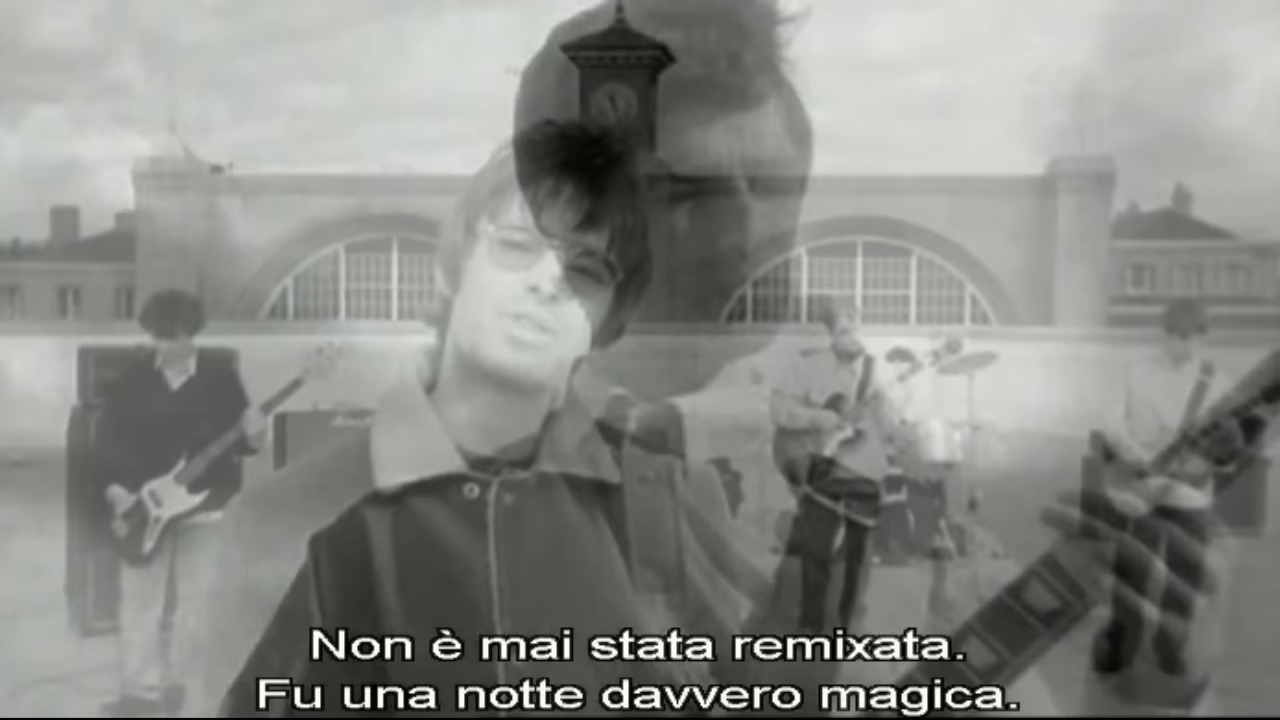 Non è mai stata remixata.
Fu una notte davvero magica.